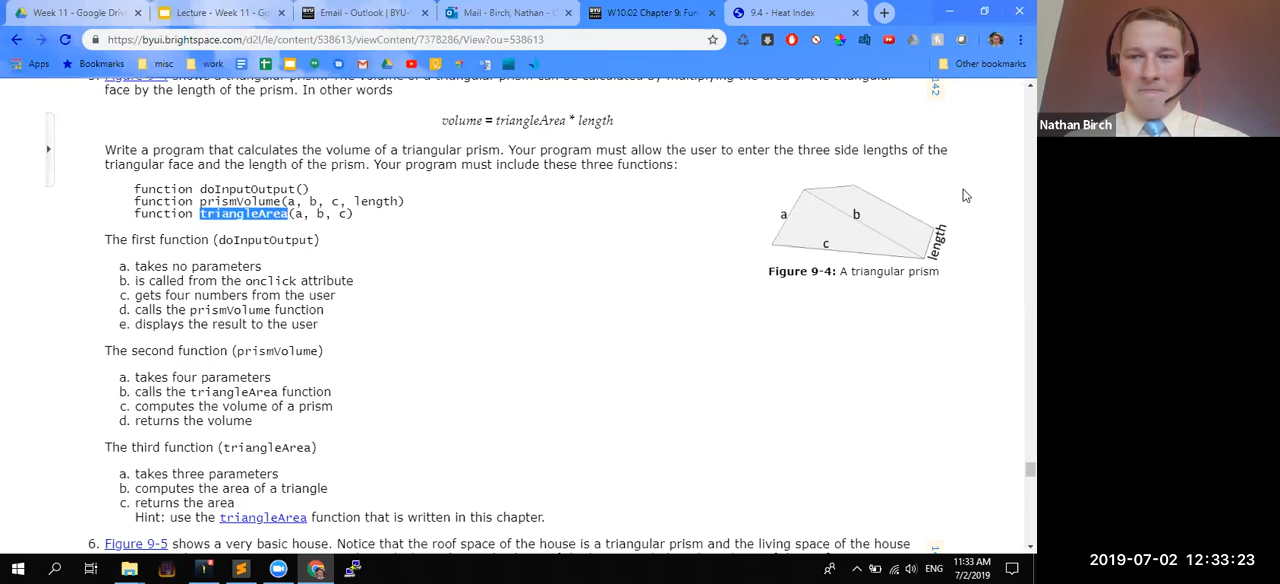 Week 11 - Google Drive
Lecture - Week 11 - Go
Email - Outlook | BYU-
Mail - Birch, Nathan - O
W10.02 Chapter 9: Fun
9.4 - Heat Index
https://byui.brightspace.com/d2l/le/content/538613/viewContent/7378286/View?ou=538613
Apps
Bookmarks
misc
work
Other bookmarks
face by the length of the prism. In other words
142
volume = triangleArea * length
Write a program that calculates the volume of a triangular prism. Your program must allow the user to enter the three side lengths of the
triangular face and the length of the prism. Your program must include these three functions:
function doInputOutput()
function prismVolume(a, b, c, length)
function triangleArea(a, b, c)
a
b
c
length
Figure 9-4: A triangular prism
The first function (doInputOutput)
a. takes no parameters
b. is called from the onclick attribute
c. gets four numbers from the user
d. calls the prismVolume function
e. displays the result to the user
The second function (prismVolume)
a. takes four parameters
b. calls the triangleArea function
c. computes the volume of a prism
d. returns the volume
The third function (triangleArea)
a. takes three parameters
b. computes the area of a triangle
c. returns the area
Hint: use the triangleArea function that is written in this chapter.
6. Figure 9-5 shows a very basic house. Notice that the roof space of the house is a triangular prism and the living space of the house
Nathan Birch
ENG
11:33 AM
7/2/2019
2019-07-02 12:33:23